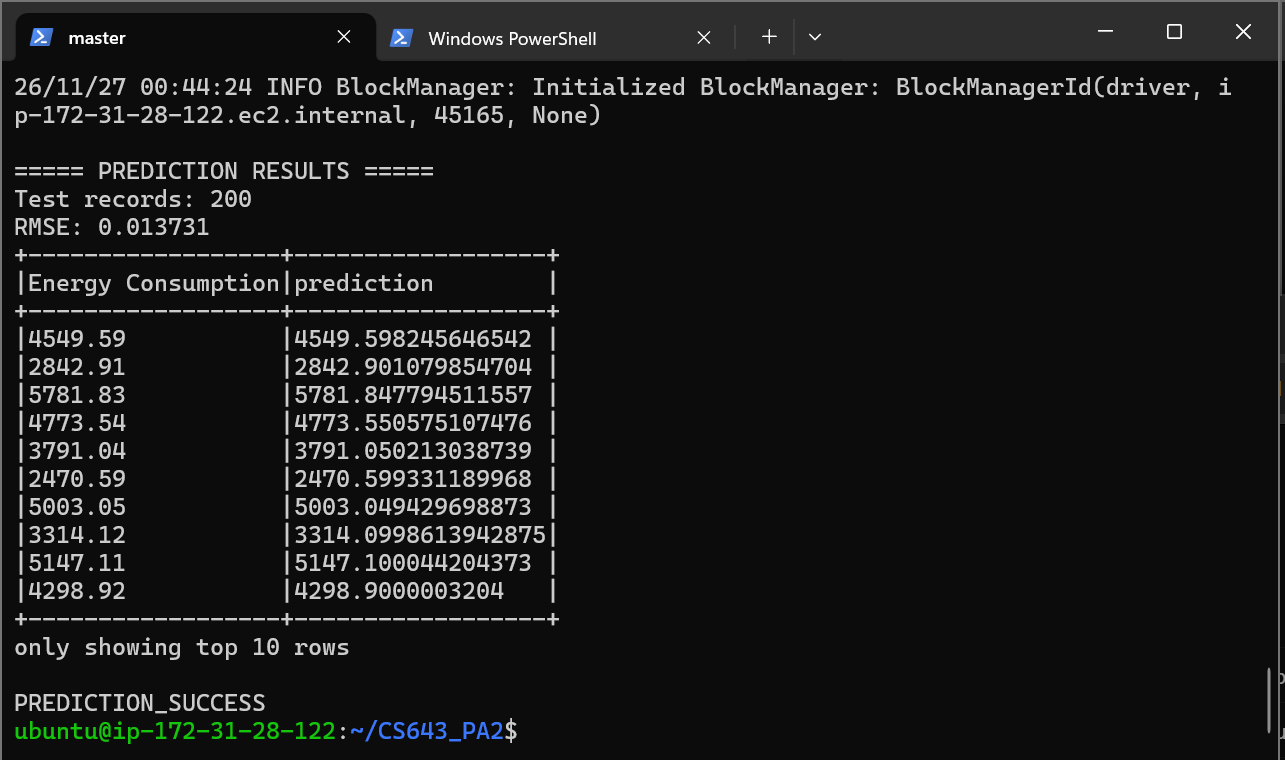 master
Windows PowerShell
26/11/27 00:44:24 INFO BlockManager: Initialized BlockManager: BlockManagerId(driver, i
p-172-31-28-122.ec2.internal, 45165, None)
===== PREDICTION RESULTS =====
Test records: 200
RMSE: 0.013731
+------------------+------------------+
|Energy Consumption|prediction        |
+------------------+------------------+
|4549.59           |4549.598245646542 |
|2842.91           |2842.901079854704 |
|5781.83           |5781.847794511557 |
|4773.54           |4773.550575107476 |
|3791.04           |3791.050213038739 |
|2470.59           |2470.599331189968 |
|5003.05           |5003.049429698873 |
|3314.12           |3314.0998613942875|
|5147.11           |5147.100044204373 |
|4298.92           |4298.9000003204   |
+------------------+------------------+
only showing top 10 rows
PREDICTION_SUCCESS
ubuntu@ip-172-31-28-122:~/CS643_PA2$